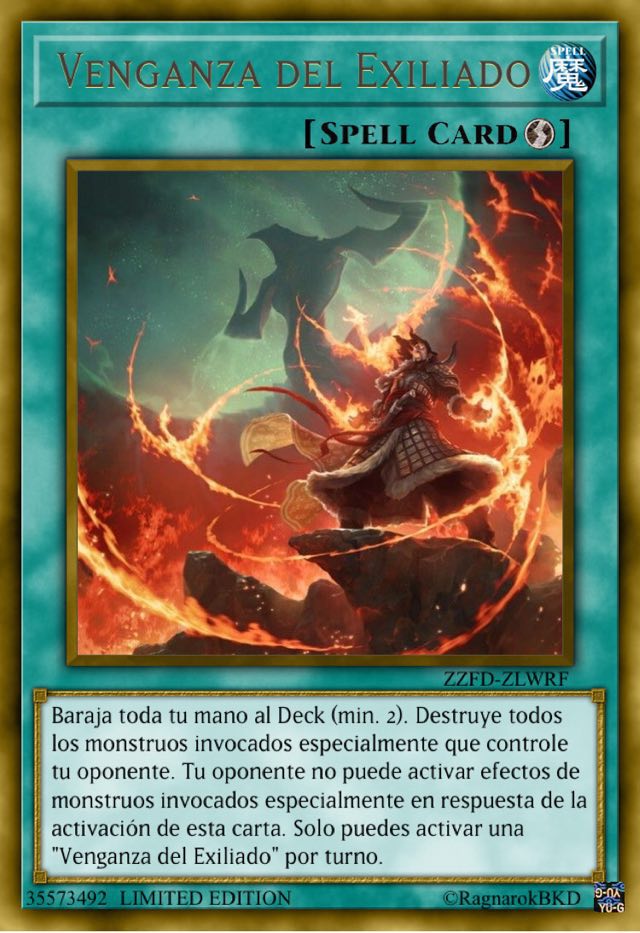 VENGANZA DEL EXILIADO
SPELL
魔
[SPELL CARD]
ZZFD-ZLWRF
Baraja toda tu mano al Deck (min. 2). Destruye todos
los monstruos invocados especialmente que controle
tu oponente. Tu oponente no puede activar efectos de
monstruos invocados especialmente en respuesta de la
activación de esta carta. Solo puedes activar una
"Venganza del Exiliado" por turno.
35573492 LIMITED EDITION ©RagnarokBKD